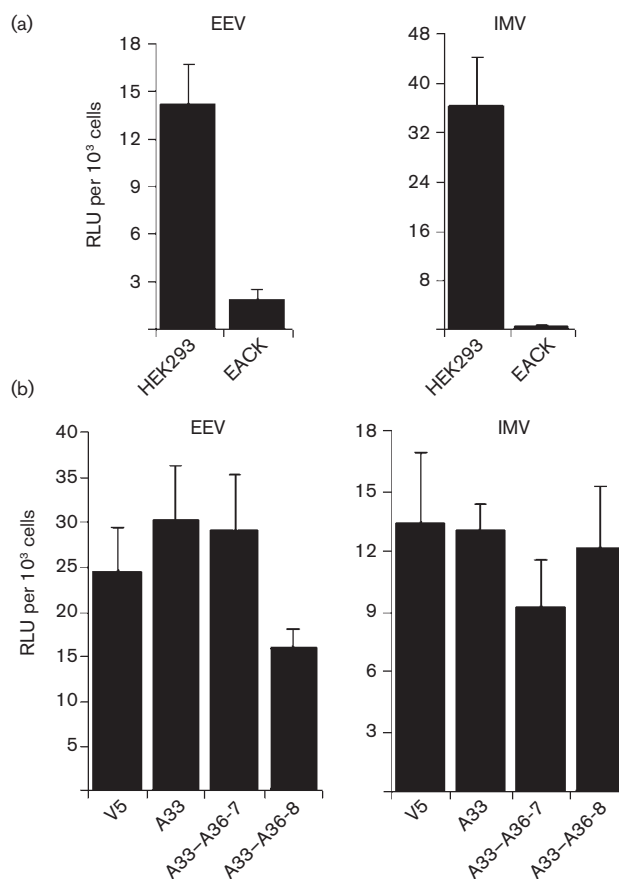 (a)
EEV
IMV
RLU per 10³ cells
18
15
12
9
6
3
48
40
32
24
16
8
HEK293
EACK
HEK293
EACK
(b)
EEV
IMV
RLU per 10³ cells
40
35
30
25
20
15
10
5
18
15
12
9
6
3
V5
A33
A33–A36-7
A33–A36-8
V5
A33
A33–A36-7
A33–A36-8